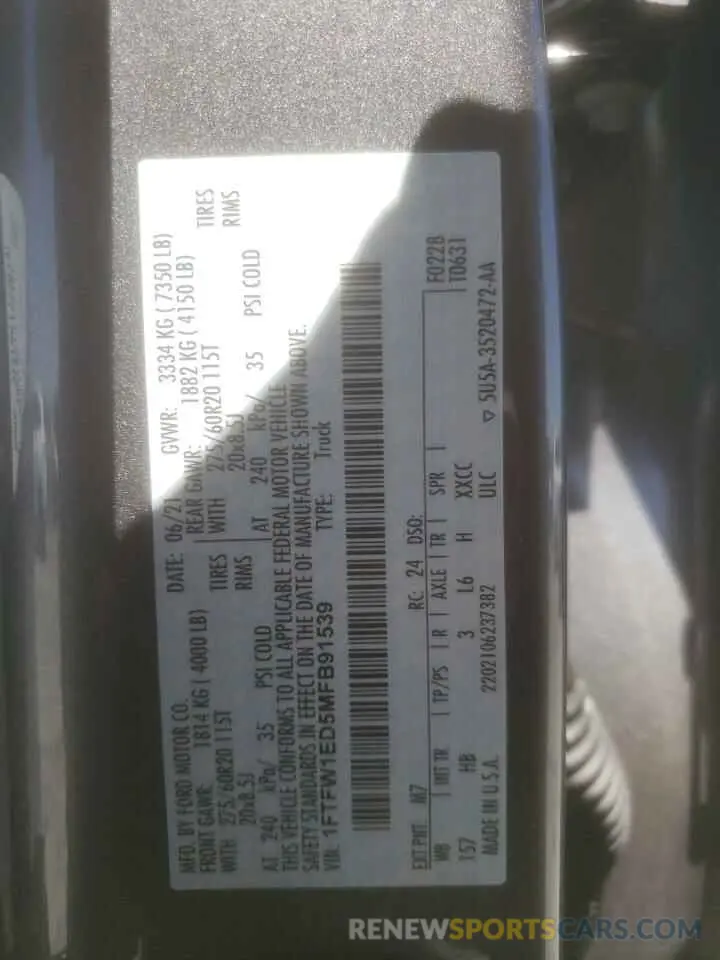 MFD. BY FORD MOTOR CO.
DATE: 06/21 GVWR: 3334 KG ( 7350 LB)
FRONT GAWR: 1814 KG ( 4000 LB) REAR GAWR: 1882 KG ( 4150 LB)
WITH 275/60R20 115T TIRES WITH 275/60R20 115T TIRES
20x8.5J RIMS 20x8.5J RIMS
AT 240 kPa/ 35 PSI COLD AT 240 kPa/ 35 PSI COLD
THIS VEHICLE CONFORMS TO ALL APPLICABLE FEDERAL MOTOR VEHICLE
SAFETY STANDARDS IN EFFECT ON THE DATE OF MANUFACTURE SHOWN ABOVE.
VIN: 1FTFW1ED5MFB91539 TYPE: Truck
EXT PNT: M7 RC: 24 DSO: F0228
WB INT TR TP/PS R AXLE TR SPR T0631
157 HB 3 L6 H XXCC
MADE IN U.S.A. 2202106237382 ULC
▽ 5U5A-3520472-AA
RENEWSPORTSCARS.COM